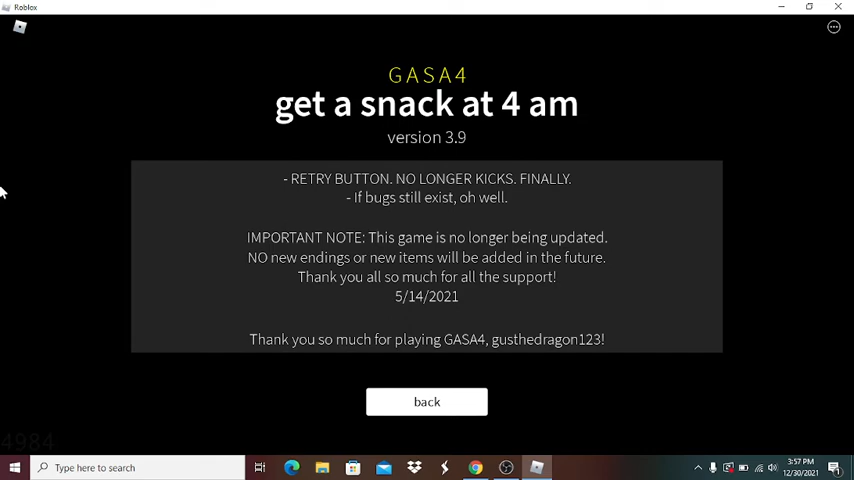 Roblox
GASA4
get a snack at 4 am
version 3.9
- RETRY BUTTON. NO LONGER KICKS. FINALLY.
- If bugs still exist, oh well.
IMPORTANT NOTE: This game is no longer being updated.
NO new endings or new items will be added in the future.
Thank you all so much for all the support!
5/14/2021
Thank you so much for playing GASA4, gusthedragon123!
back
4984
Type here to search
3:57 PM
12/30/2021
1